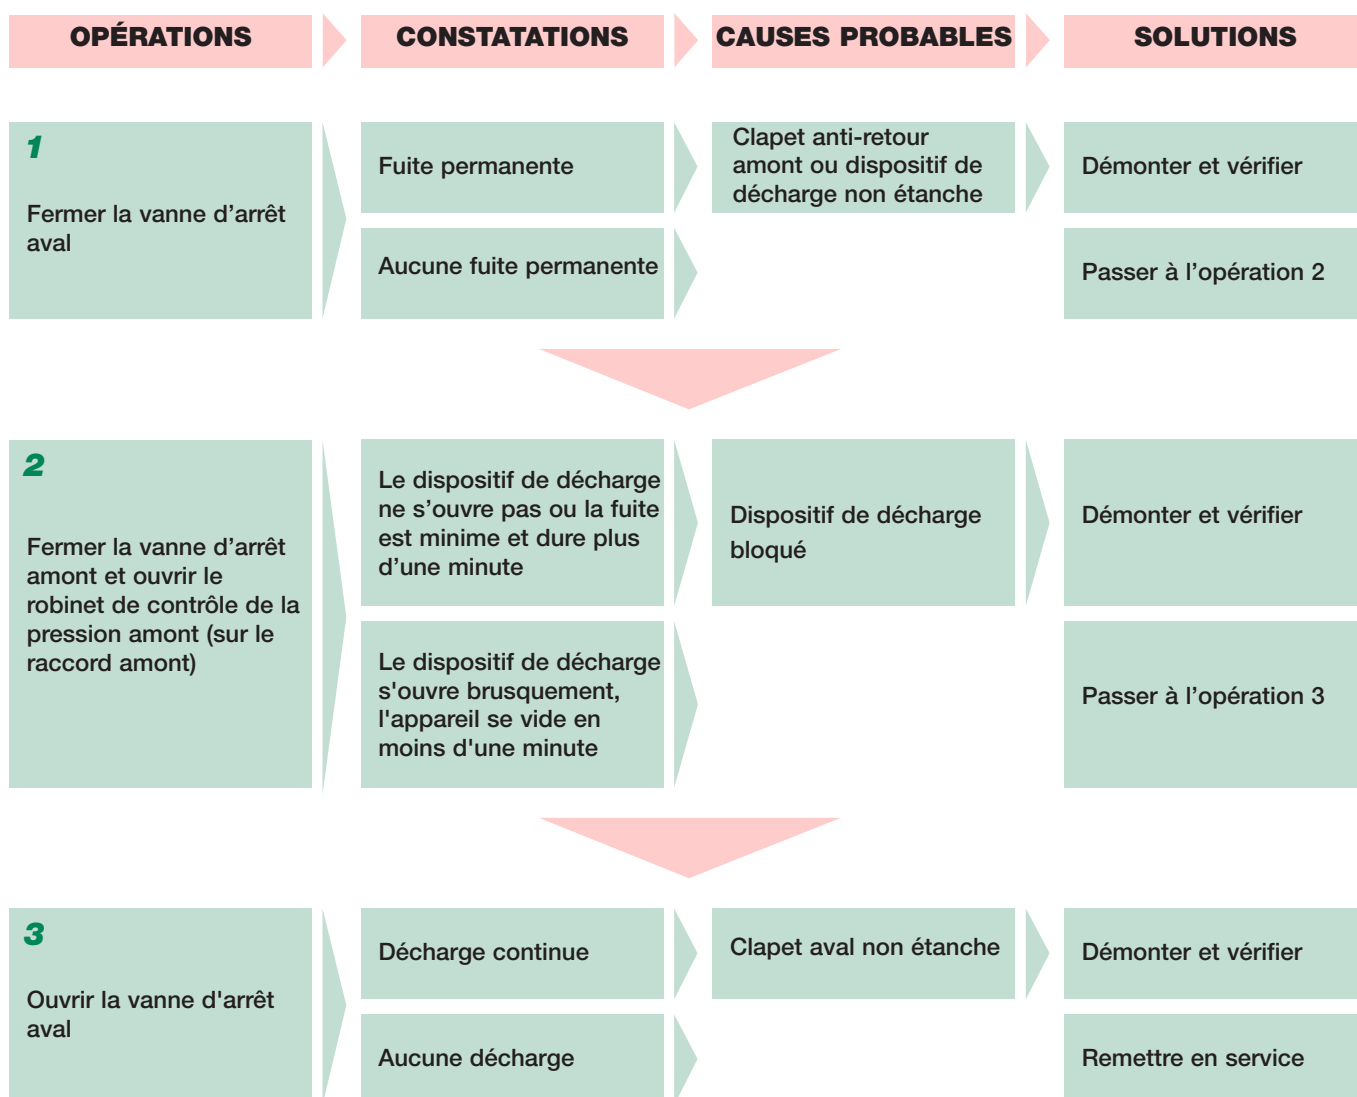 OPÉRATIONS
CONSTATATIONS
CAUSES PROBABLES
SOLUTIONS
1
Fermer la vanne d’arrêt
aval
Fuite permanente
Clapet anti-retour
amont ou dispositif de
décharge non étanche
Démonter et vérifier
Aucune fuite permanente
Passer à l’opération 2
2
Fermer la vanne d’arrêt
amont et ouvrir le
robinet de contrôle de la
pression amont (sur le
raccord amont)
Le dispositif de décharge
ne s’ouvre pas ou la fuite
est minime et dure plus
d’une minute
Dispositif de décharge
bloqué
Démonter et vérifier
Le dispositif de décharge
s'ouvre brusquement,
l'appareil se vide en
moins d'une minute
Passer à l’opération 3
3
Ouvrir la vanne d'arrêt
aval
Décharge continue
Clapet aval non étanche
Démonter et vérifier
Aucune décharge
Remettre en service